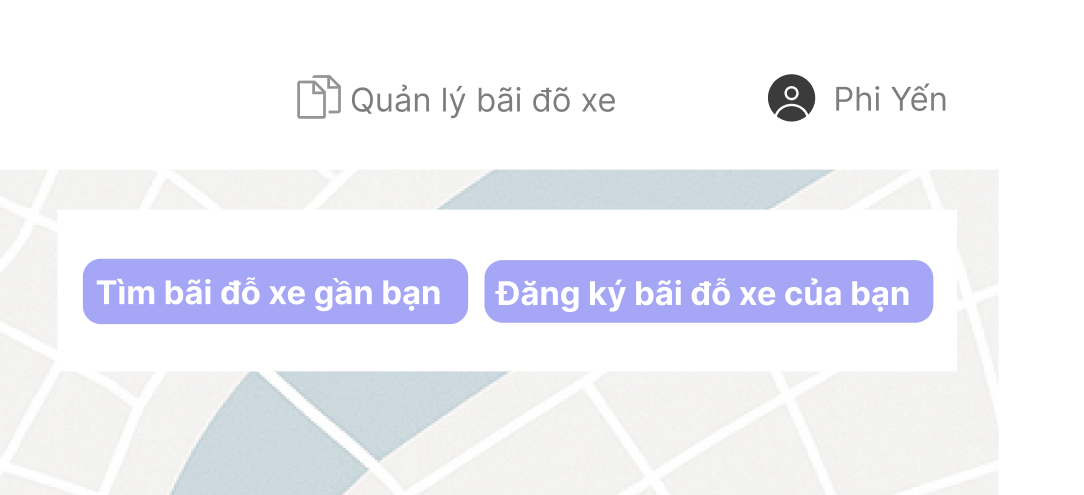 Quản lý bãi đõ xe
Phi Yến
Tìm bãi đỗ xe gần bạn
Đăng ký bãi đỗ xe của bạn